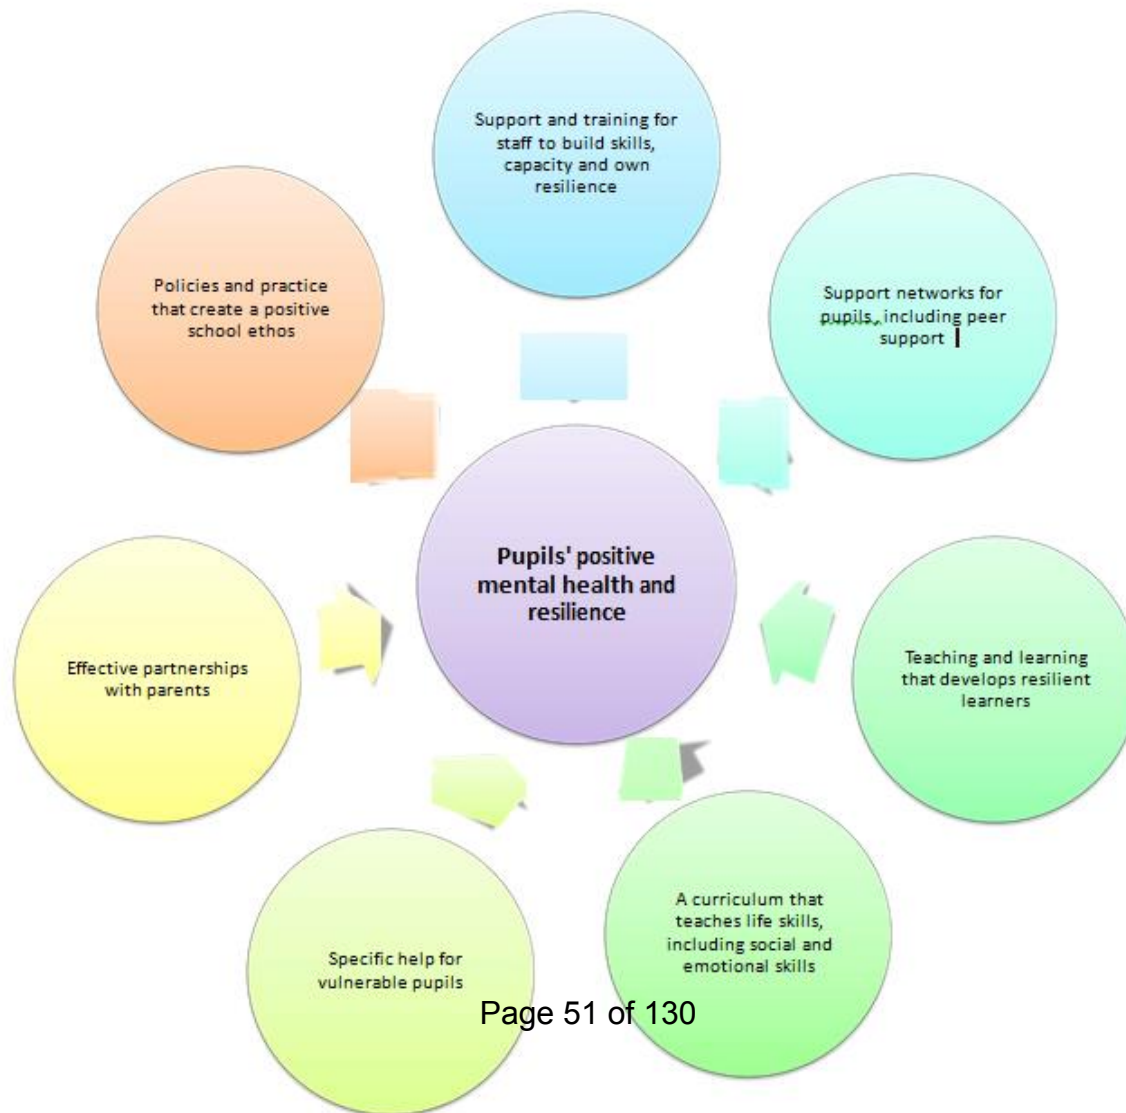 Support and training for
staff to build skills,
capacity and own
resilience
Support networks for
pupils, including peer
support
Policies and practice
that create a positive
school ethos
Pupils' positive
mental health and
resilience
Effective partnerships
with parents
Teaching and learning
that develops resilient
learners
A curriculum that
teaches life skills,
including social and
emotional skills
Specific help for
vulnerable pupils
Page 51 of 130